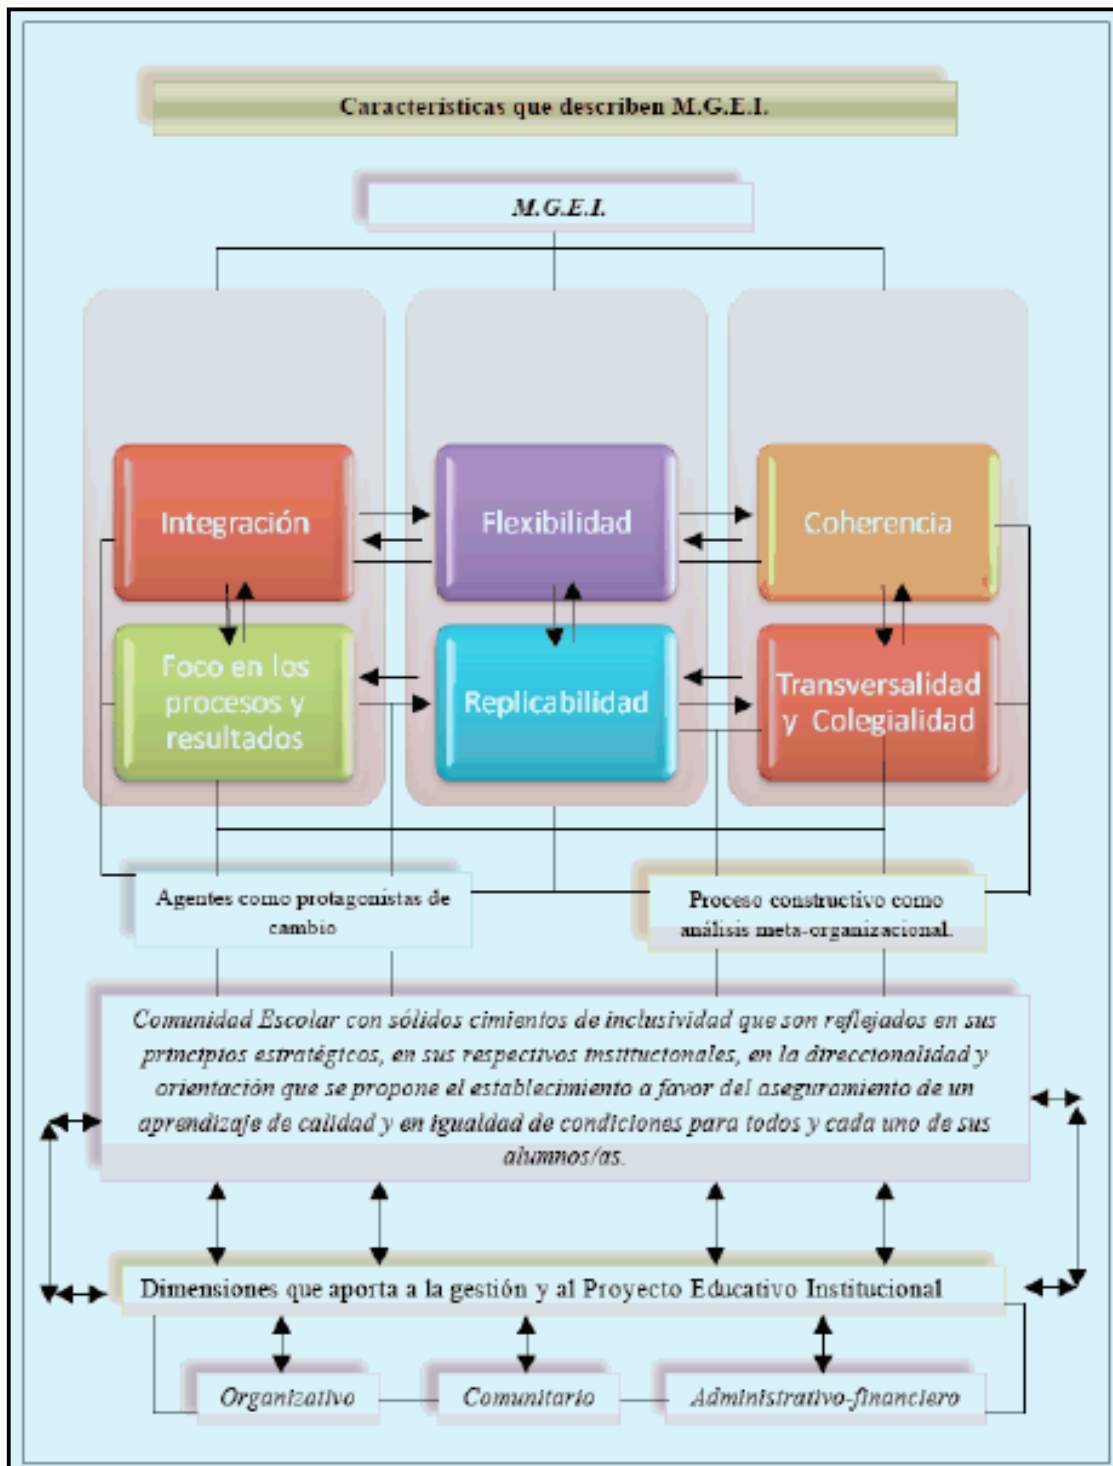 Características que describen M.G.E.I.
M.G.E.I.
Integración
Flexibilidad
Coherencia
Foco en los
procesos y
resultados
Replicabilidad
Transversalidad
y Colegialidad
Agentes como protagonistas de
cambio
Proceso constructivo como
análisis meta-organizacional.
Comunidad Escolar con sólidos cimientos de inclusividad que son reflejados en sus
principios estratégicos, en sus respectivos institucionales, en la direccionalidad y
orientación que se propone el establecimiento a favor del aseguramiento de un
aprendizaje de calidad y en igualdad de condiciones para todos y cada uno de sus
alumnos/as.
Dimensiones que aporta a la gestión y al Proyecto Educativo Institucional
Organizativo
Comunitario
Administrativo-financiero